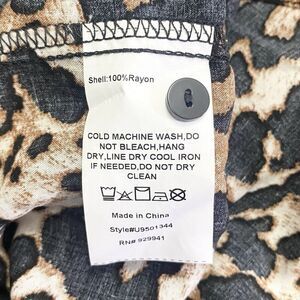 Shell:100%Rayon
COLD MACHINE WASH,DO
NOT BLEACH,HANG
DRY,LINE DRY COOL IRON
IF NEEDED,DO NOT DRY
CLEAN
Made in China
Style#U9501344
RN# 929941